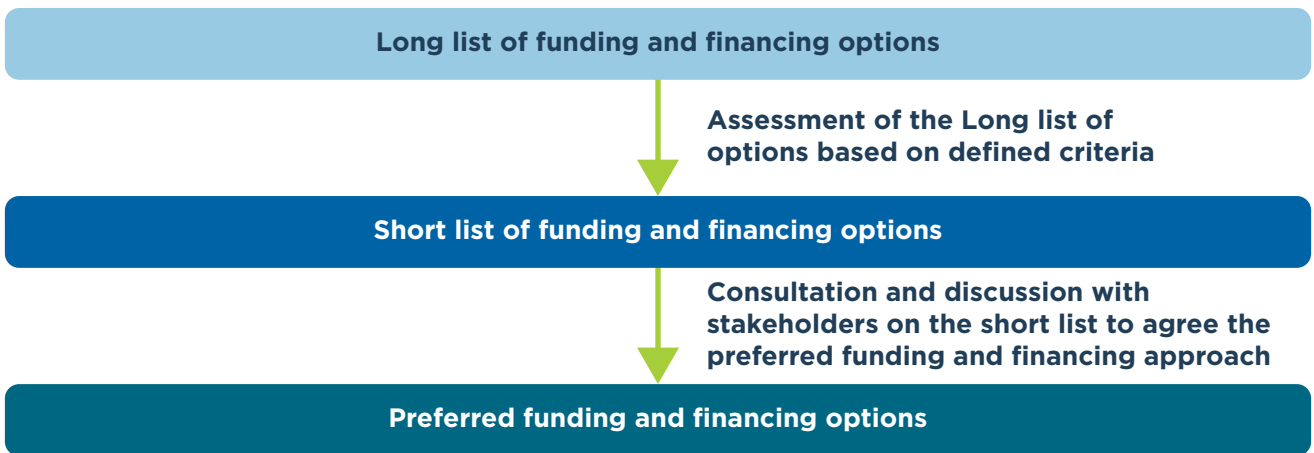 Long list of funding and financing options
Assessment of the Long list of
options based on defined criteria
Short list of funding and financing options
Consultation and discussion with
stakeholders on the short list to agree the
preferred funding and financing approach
Preferred funding and financing options